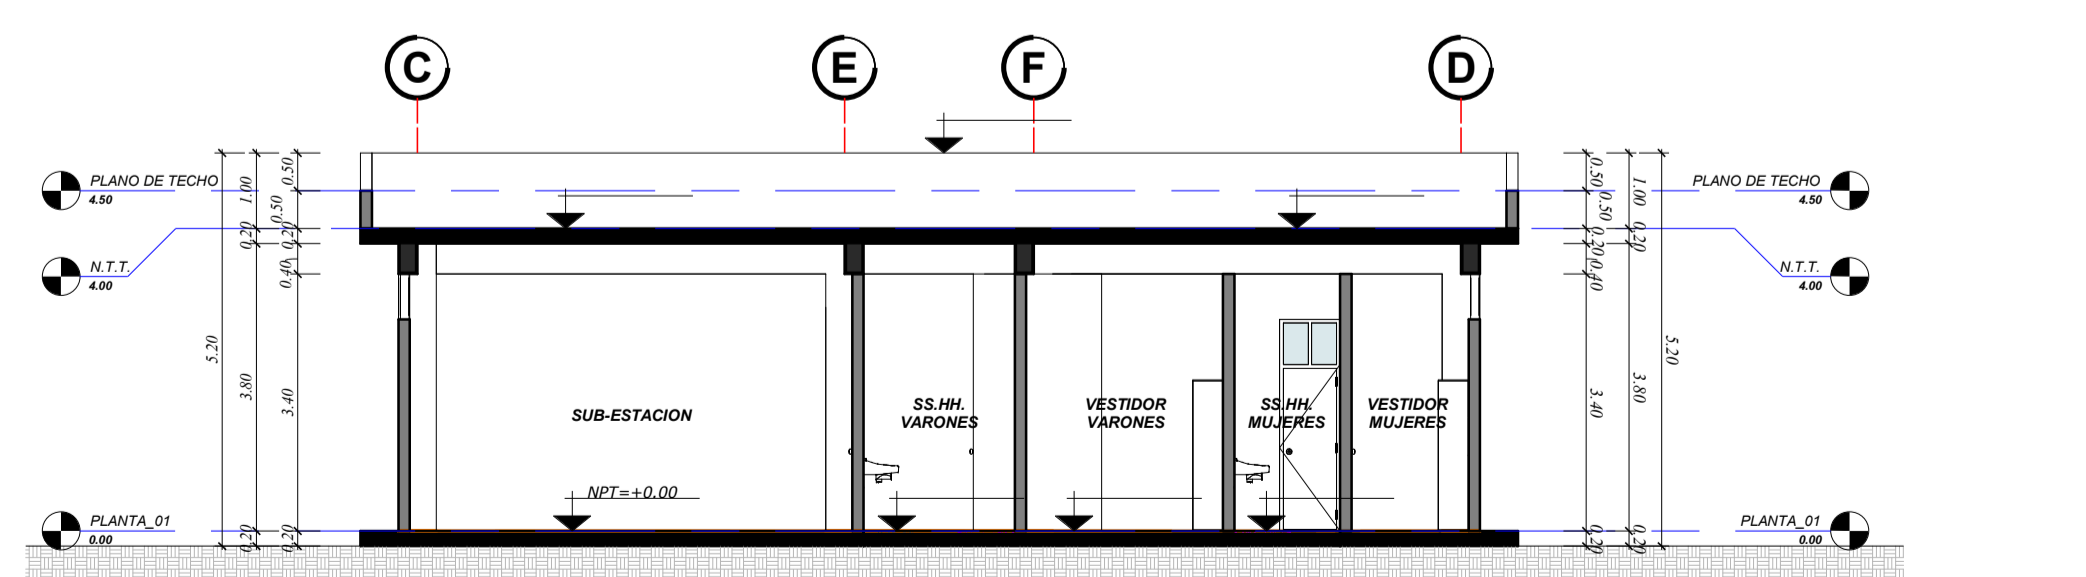 C
E
F
D
PLANO DE TECHO
4.50
N.T.T.
4.00
PLANTA_01
0.00
5.20
1.00
0.20
3.80
0.20
0.50
0.50
0.20
0.20
0.40
3.40
0.20
SUB-ESTACION
SS.HH.
VARONES
VESTIDOR
VARONES
SS.HH.
MUJERES
VESTIDOR
MUJERES
NPT=+0.00
0.50
0.50
0.20
0.20
0.40
3.40
0.20
1.00
0.20
3.80
0.20
5.20
PLANO DE TECHO
4.50
N.T.T.
4.00
PLANTA_01
0.00